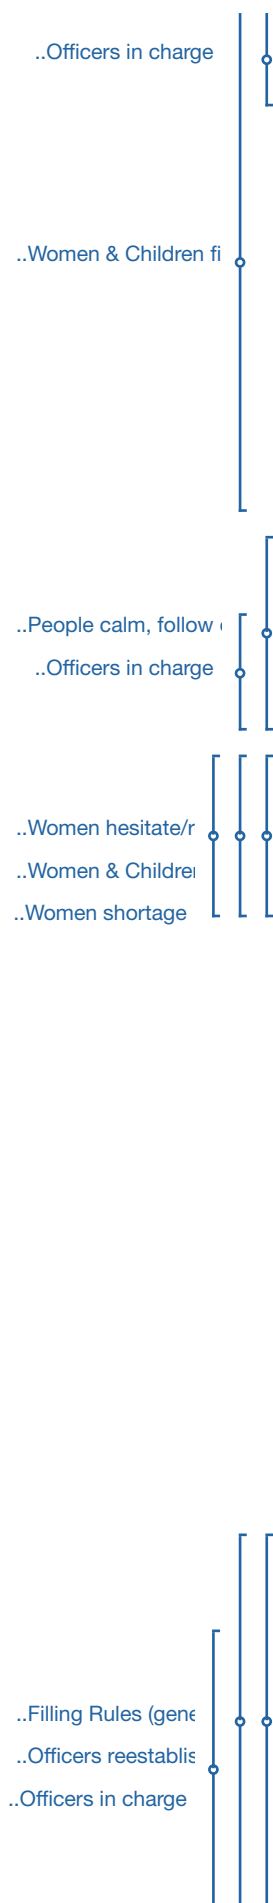 ..Officers in charge
..Women & Children fi
..People calm, follow
..Officers in charge
..Women hesitate/r
..Women & Childre
..Women shortage
..Filling Rules (gene
..Officers reestablis
..Officers in charge